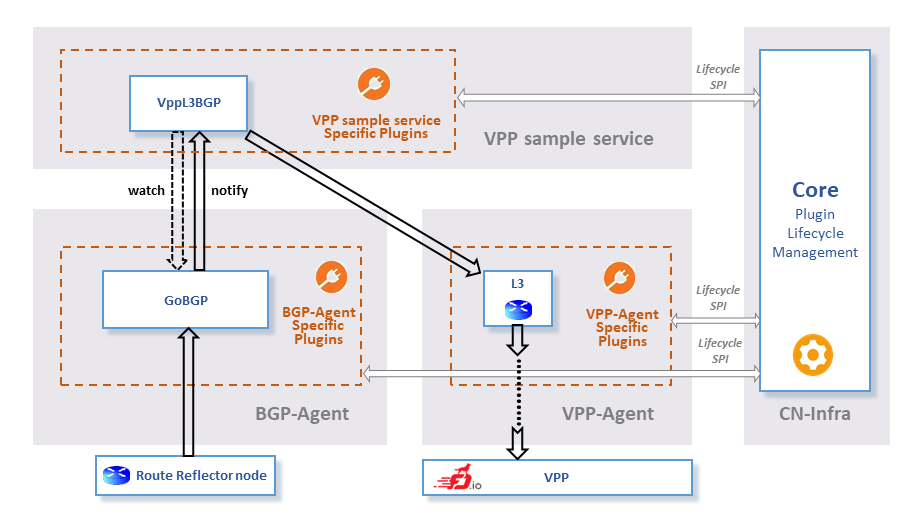 VppL3BGP
VPP sample service
Specific Plugins
VPP sample service
Lifecycle
SPI
Core
Plugin
Lifecycle
Management
watch
notify
GoBGP
BGP-Agent
Specific
Plugins
BGP-Agent
L3
VPP-Agent
Specific
Plugins
VPP-Agent
Lifecycle
SPI
Lifecycle
SPI
CN-Infra
Route Reflector node
.io
VPP